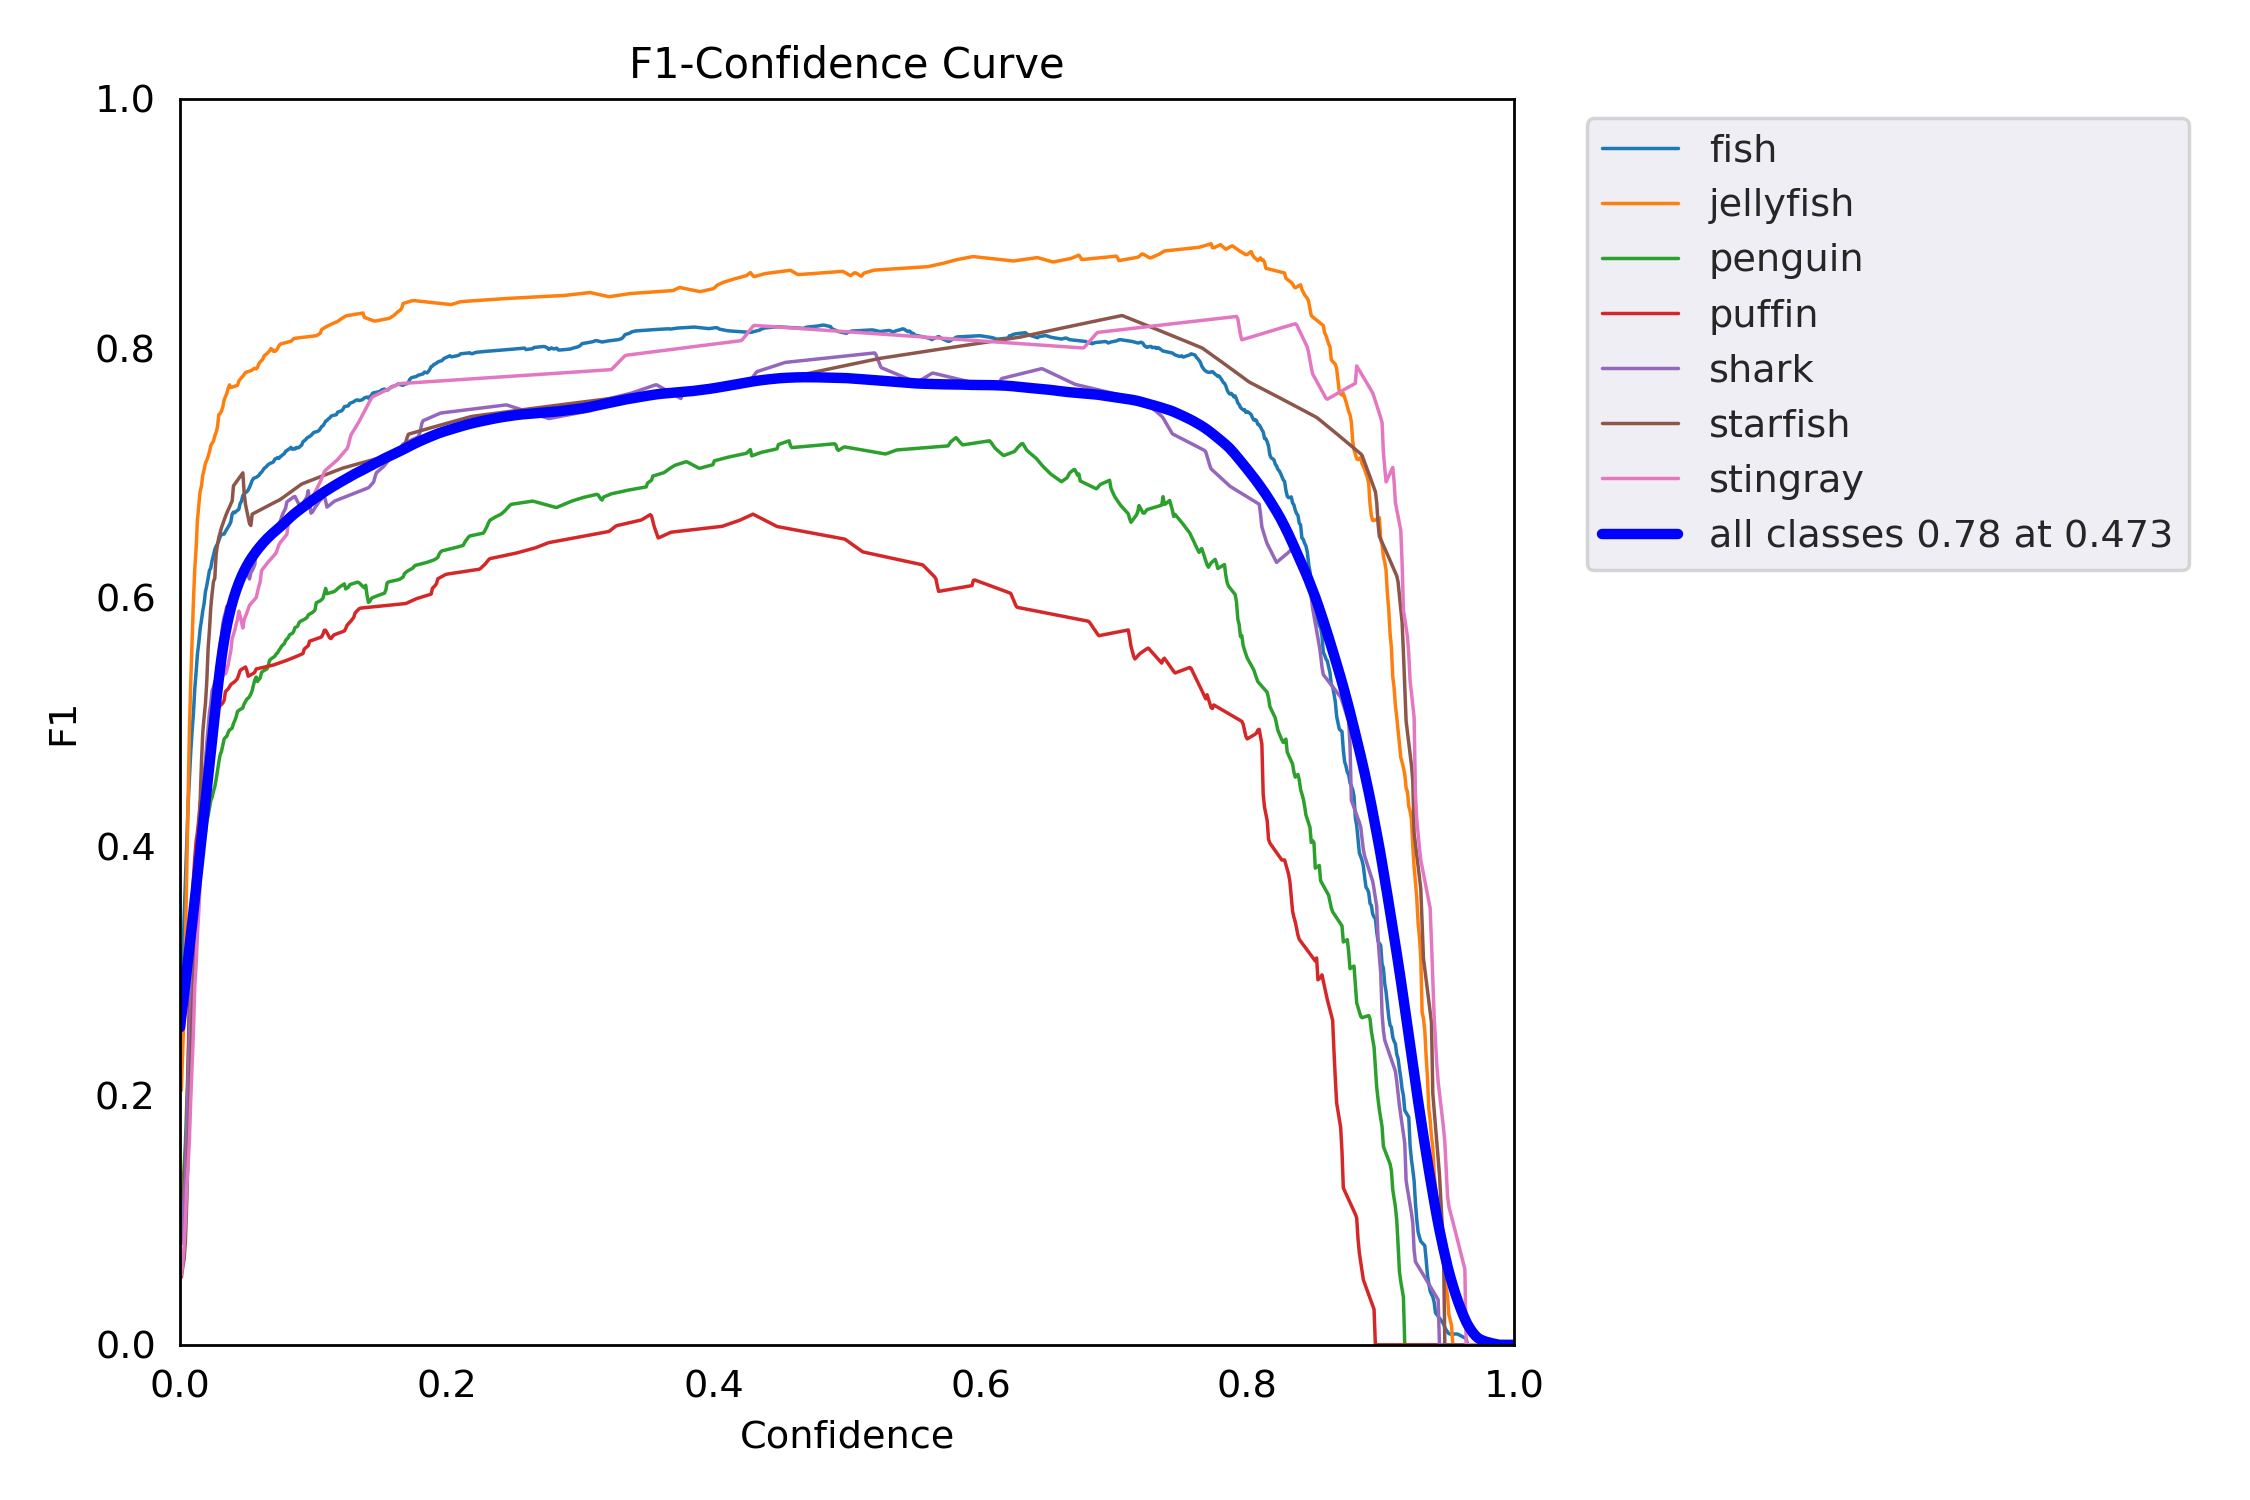 F1-Confidence Curve
1.0
0.8
0.6
0.4
0.2
0.0
F1
0.0 0.2 0.4 0.6 0.8 1.0
Confidence
fish
jellyfish
penguin
puffin
shark
starfish
stingray
all classes 0.78 at 0.473